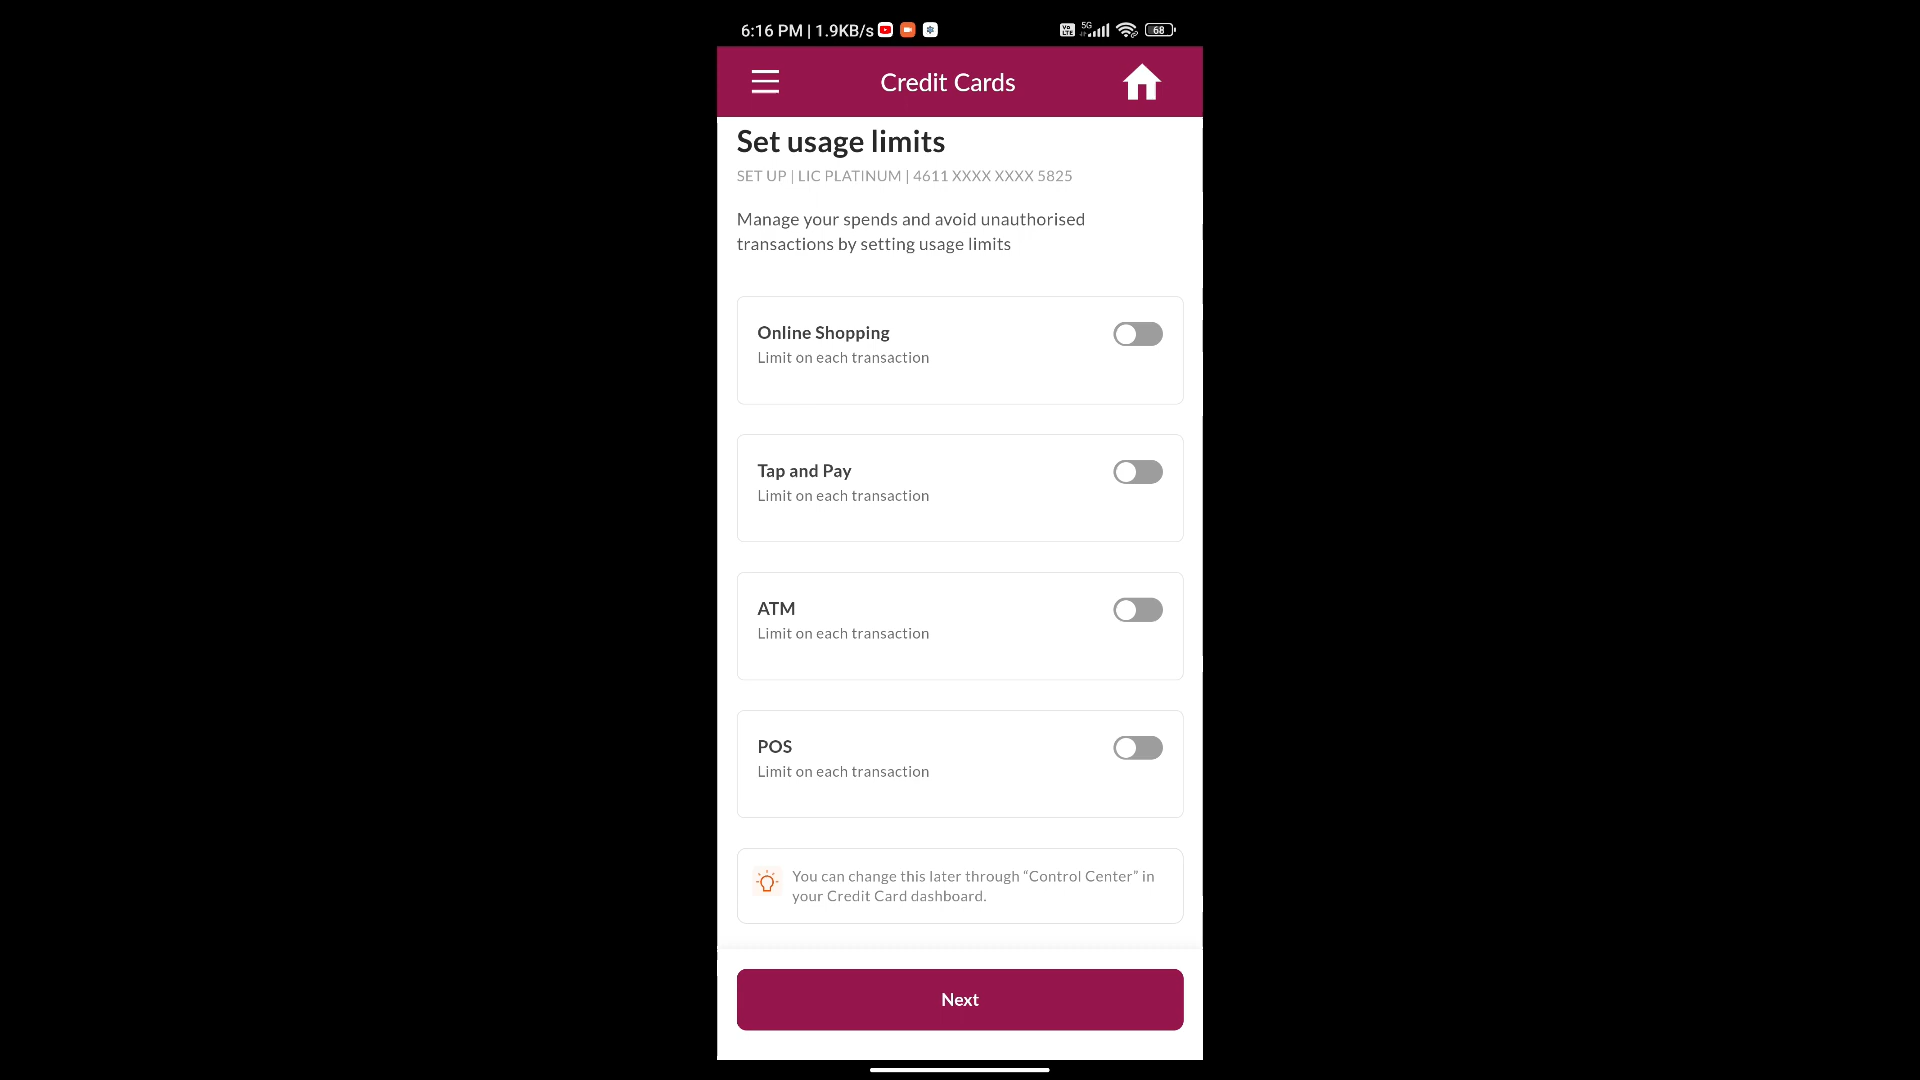 6:16 PM | 1.9KB/s 5G 68
Credit Cards
Set usage limits
SET UP | LIC PLATINUM | 4611 XXXX XXXX 5825
Manage your spends and avoid unauthorised
transactions by setting usage limits
Online Shopping
Limit on each transaction
Tap and Pay
Limit on each transaction
ATM
Limit on each transaction
POS
Limit on each transaction
You can change this later through “Control Center” in
your Credit Card dashboard.
Next